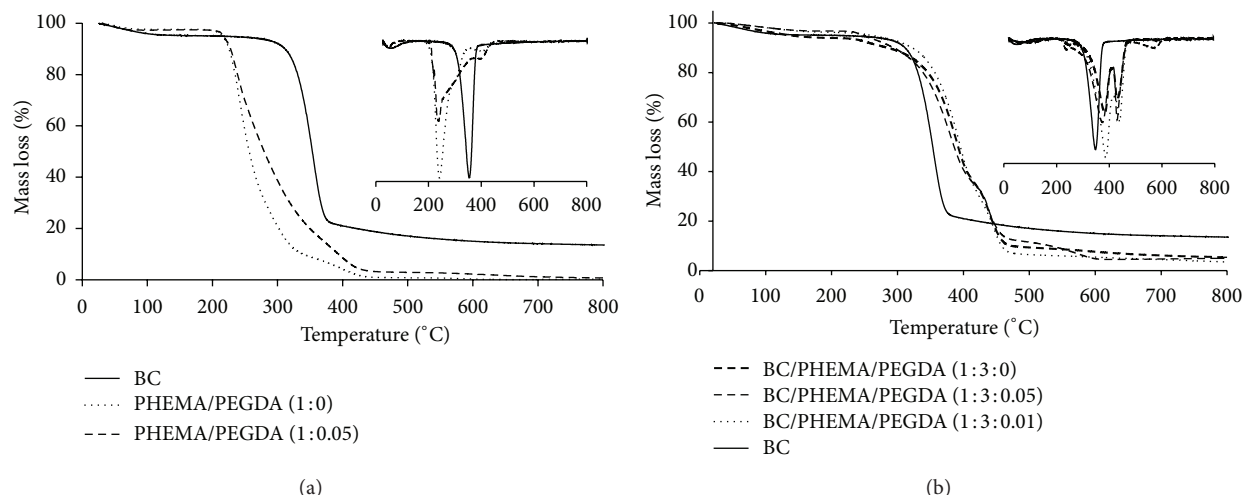 100
80
60
40
20
0
Mass loss (%)
0 200 400 600 800
0 100 200 300 400 500 600 700 800
Temperature (°C)
BC
PHEMA/PEGDA (1:0)
PHEMA/PEGDA (1:0.05)
(a)
100
80
60
40
20
0
Mass loss (%)
0 200 400 600 800
0 100 200 300 400 500 600 700 800
Temperature (°C)
BC/PHEMA/PEGDA (1:3:0)
BC/PHEMA/PEGDA (1:3:0.05)
BC/PHEMA/PEGDA (1:3:0.01)
BC
(b)